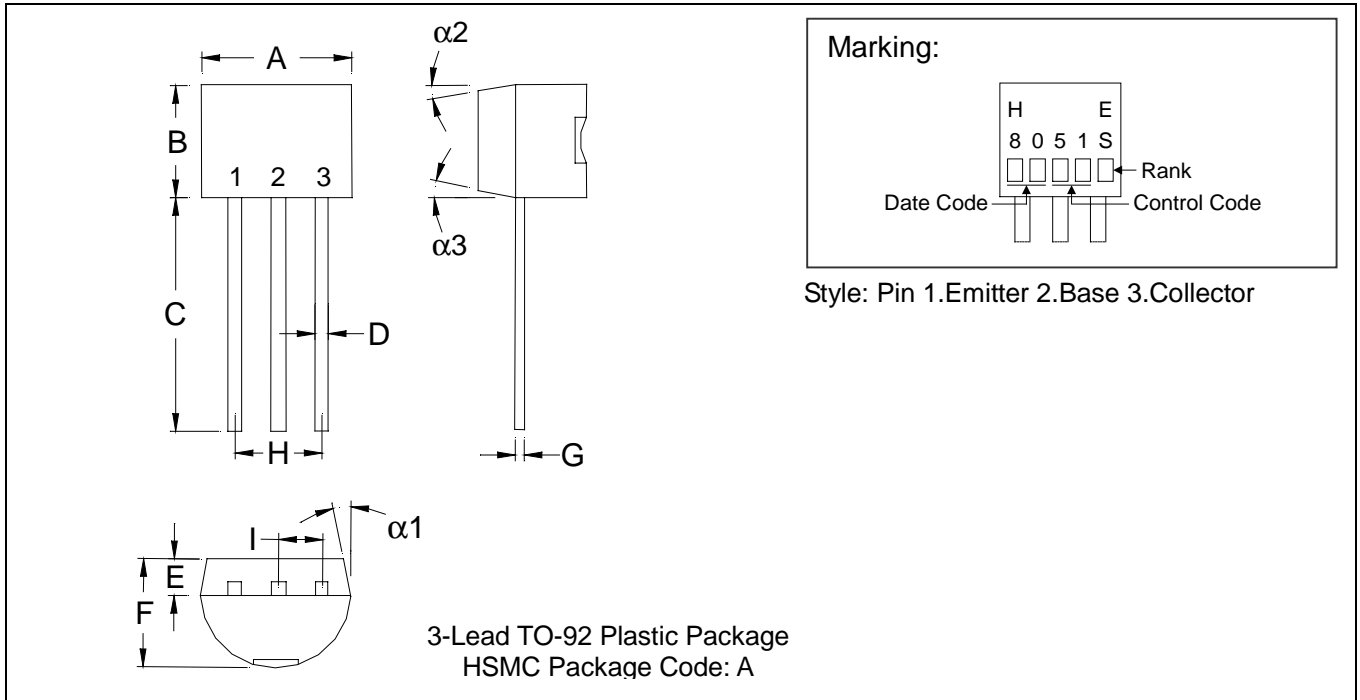 α2
A
B
1 2 3
α3
C
D
H
G
α1
I
E
F
3-Lead TO-92 Plastic Package
HSMC Package Code: A
Marking:
H E
8 0 5 1 S
Rank
Date Code
Control Code
Style: Pin 1.Emitter 2.Base 3.Collector